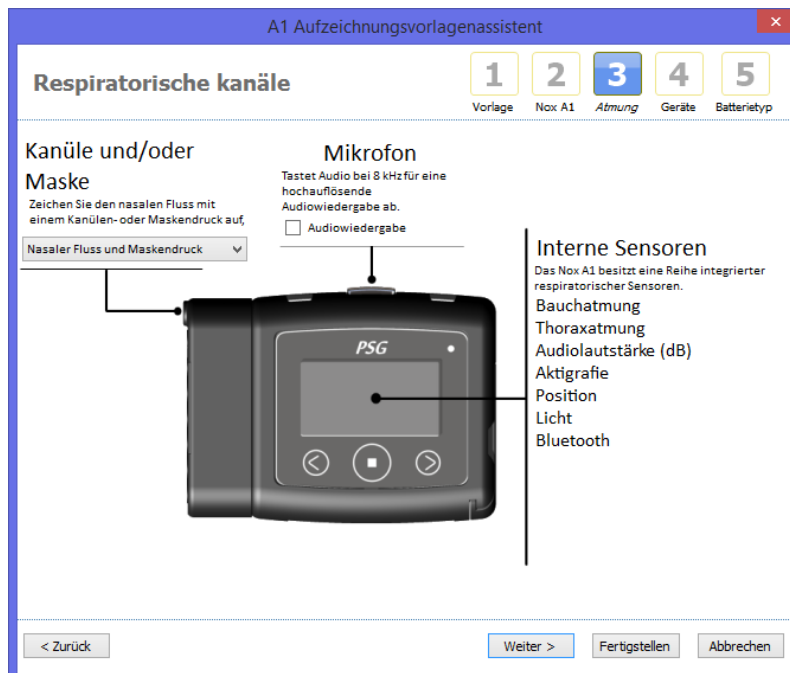 A1 Aufzeichnungsvorlagenassistent
Respiratorische kanäle
1
2
3
4
5
Vorlage
Nox A1
Atmung
Geräte
Batterietyp
Kanüle und/oder
Maske
Zeichen Sie den nasalen Fluss mit
einem Kanülen- oder Maskendruck auf,
Nasaler Fluss und Maskendruck
Mikrofon
Tastet Audio bei 8 kHz für eine
hochauflösende
Audiowiedergabe ab.
Audiowiedergabe
PSG
Interne Sensoren
Das Nox A1 besitzt eine Reihe integrierter
respiratorischer Sensoren.
Bauchatmung
Thoraxatmung
Audiolautstärke (dB)
Aktigrafie
Position
Licht
Bluetooth
< Zurück
Weiter >
Fertigstellen
Abbrechen